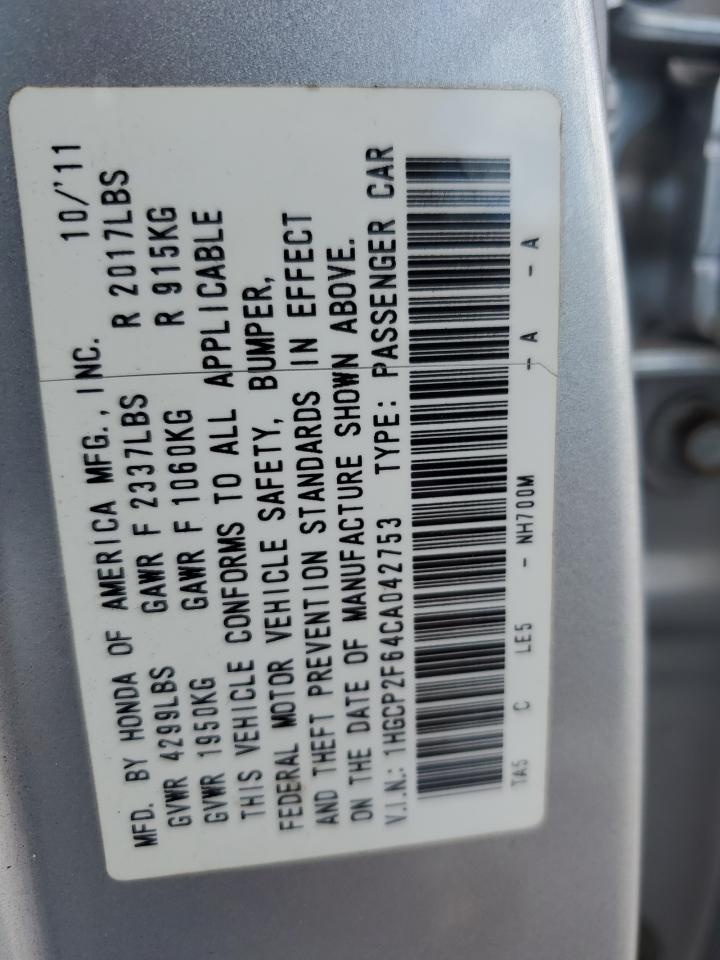 MFD. BY HONDA OF AMERICA MFG., INC. 10/'11
GVWR 4299LBS GAWR F 2337LBS R 2017LBS
GVWR 1950KG GAWR F 1060KG R 915KG
THIS VEHICLE CONFORMS TO ALL APPLICABLE
FEDERAL MOTOR VEHICLE SAFETY, BUMPER,
AND THEFT PREVENTION STANDARDS IN EFFECT
ON THE DATE OF MANUFACTURE SHOWN ABOVE.
V.I.N.: 1HGCP2F64CA042753 TYPE: PASSENGER CAR
TA5 C LE5 - NH700M - A - A